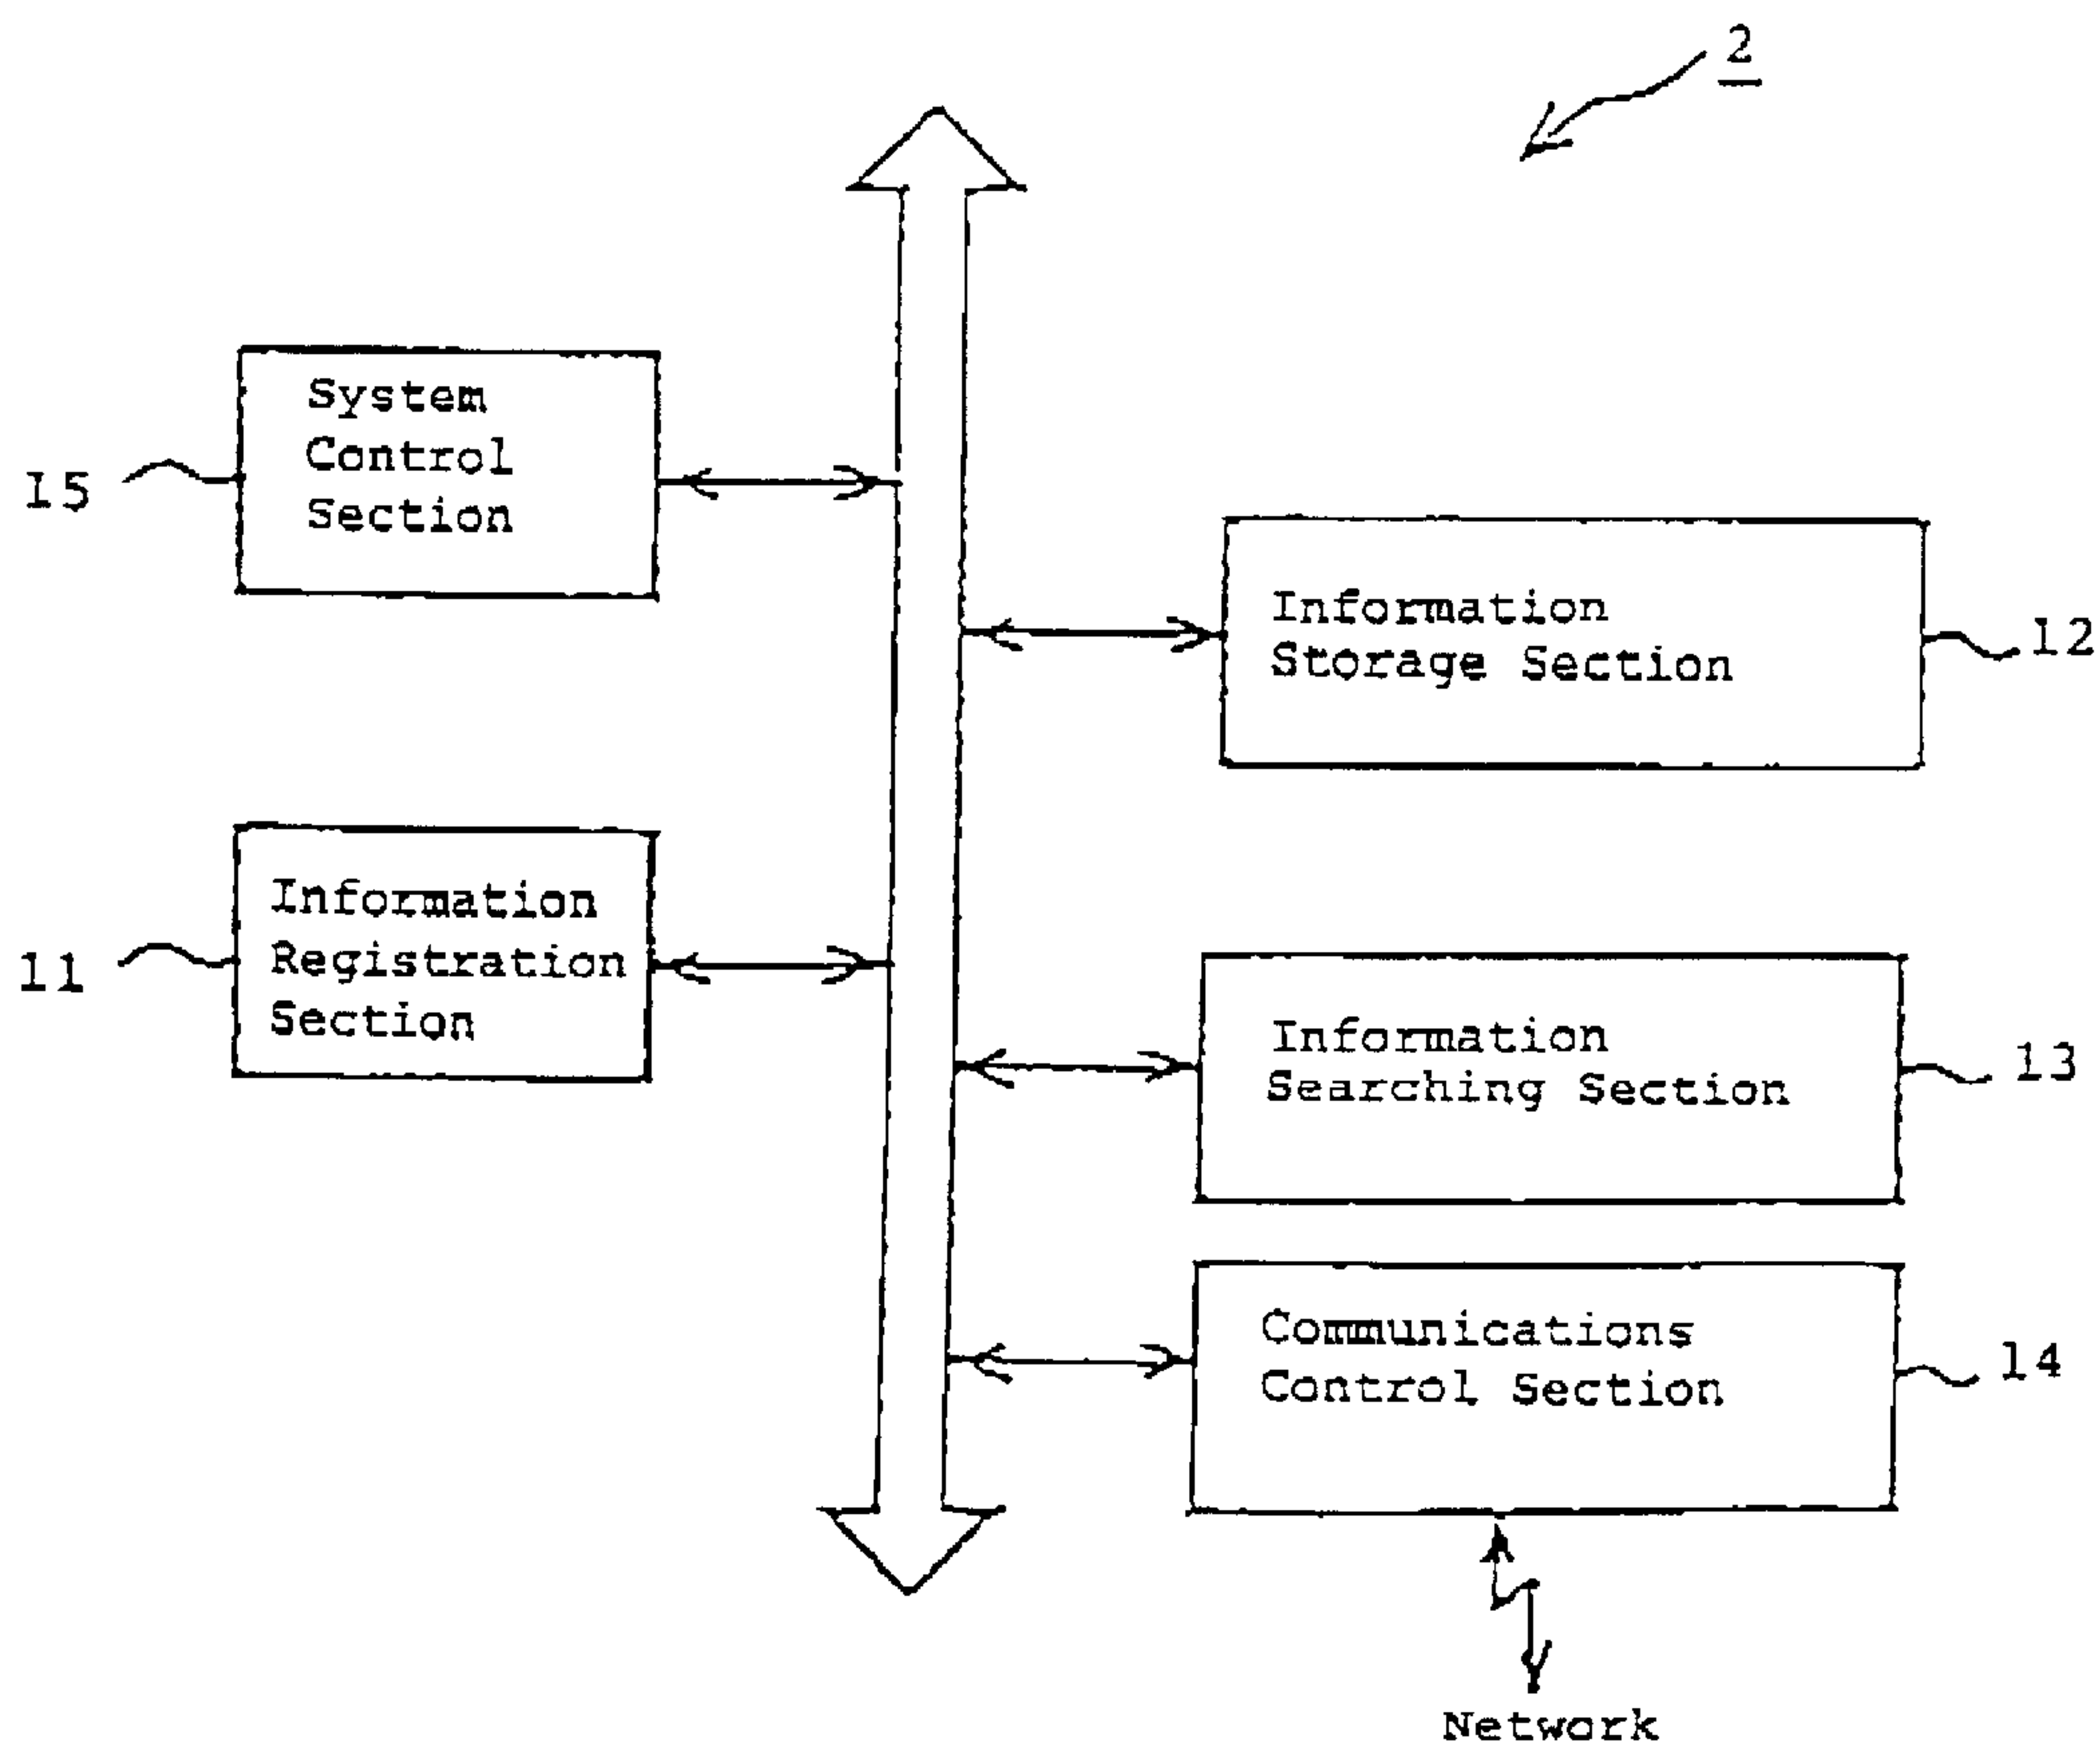 2
System
Control
Section
15
Information
Storage Section
12
Information
Registration
Section
11
Information
Searching Section
13
Communications
Control Section
14
Network